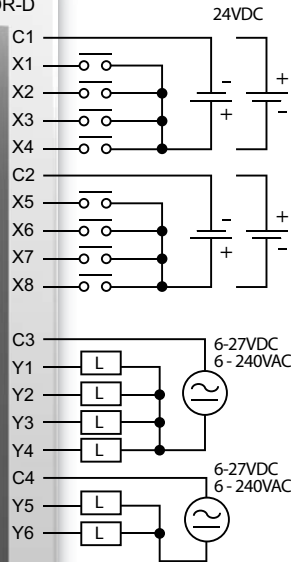 OR-D
24VDC
C1
X1
X2
X3
X4
- +
+ -
C2
X5
X6
X7
X8
- +
+ -
C3
6-27VDC
6 - 240VAC
Y1 L
Y2 L
Y3 L
Y4 L
C4
6-27VDC
6 - 240VAC
Y5 L
Y6 L